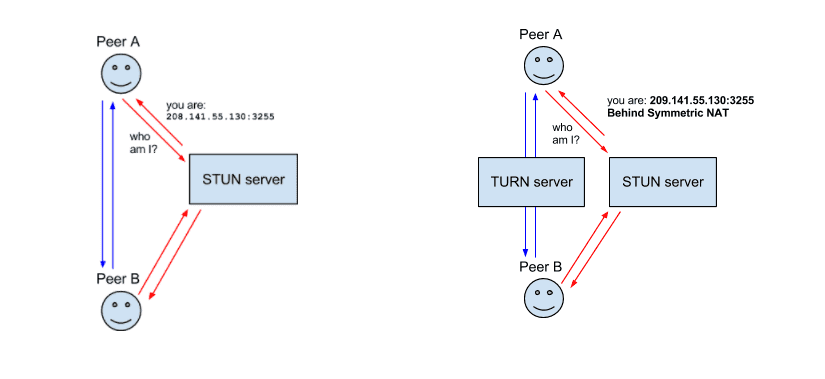 Peer A
you are:
208.141.55.130:3255
who
am I?
STUN server
Peer B
Peer A
you are: 209.141.55.130:3255
Behind Symmetric NAT
who
am I?
TURN server
STUN server
Peer B